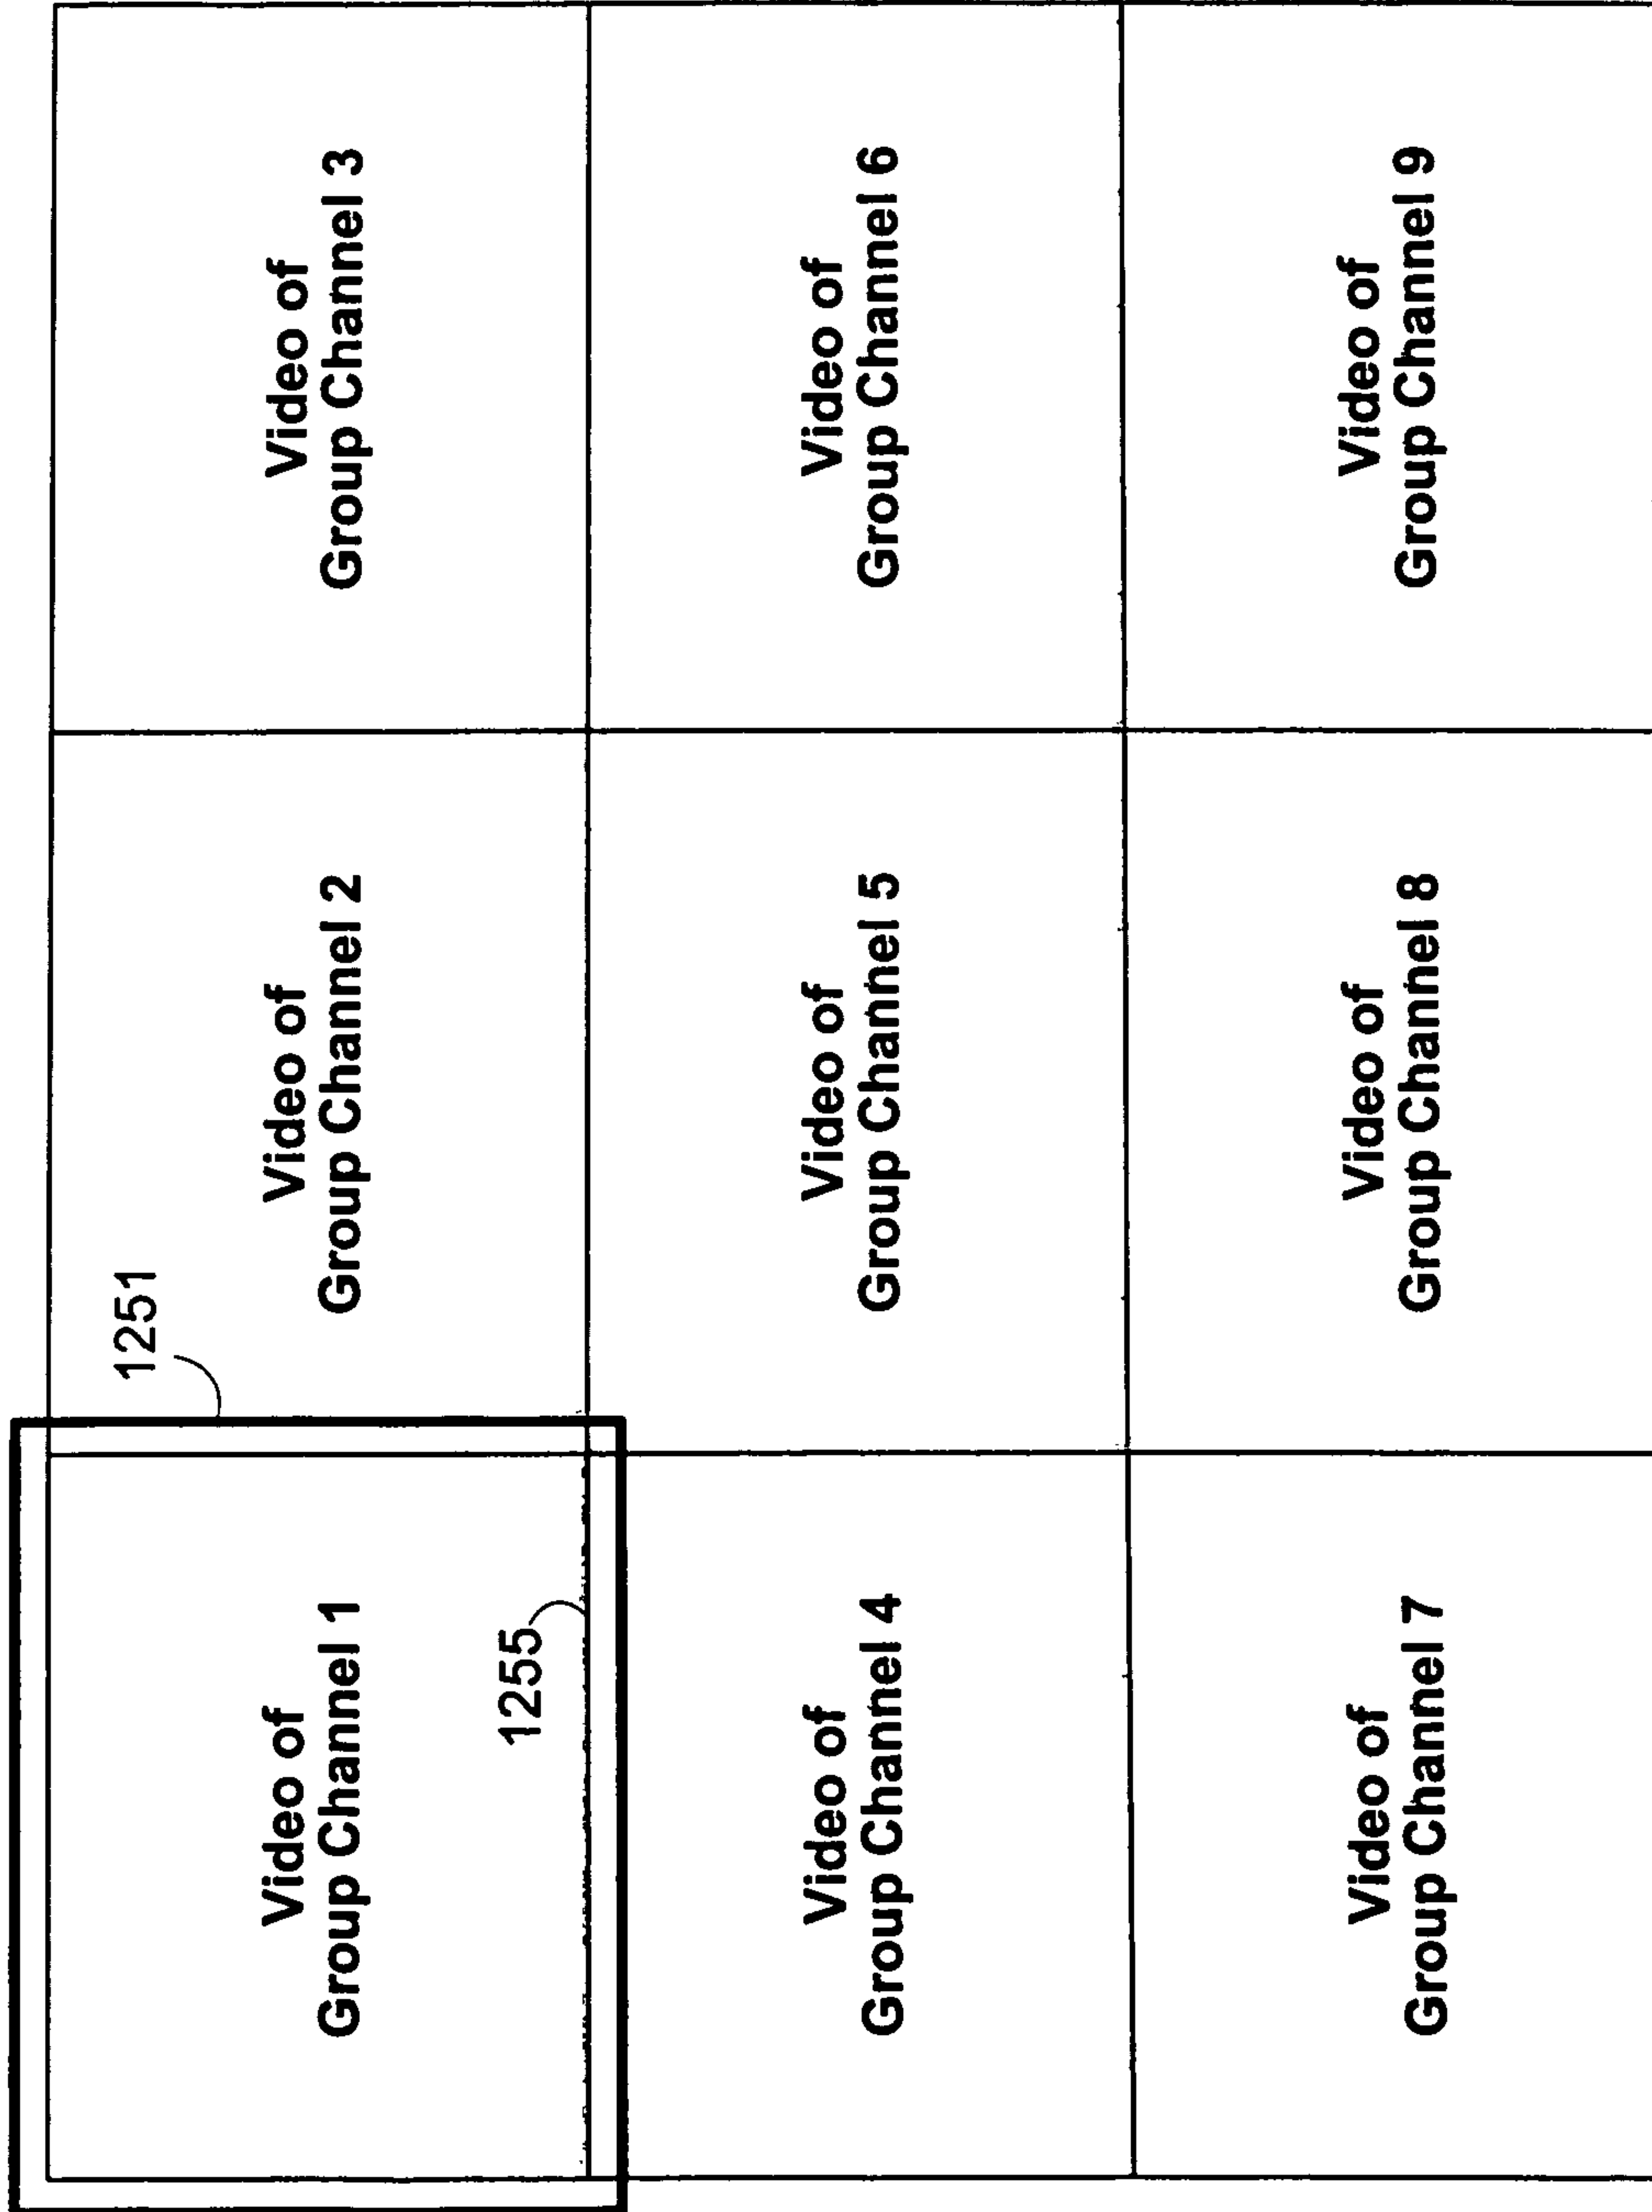 Video of
Group Channel 1
1255
1251
Video of
Group Channel 2
Video of
Group Channel 3
Video of
Group Channel 4
Video of
Group Channel 5
Video of
Group Channel 6
Video of
Group Channel 7
Video of
Group Channel 8
Video of
Group Channel 9